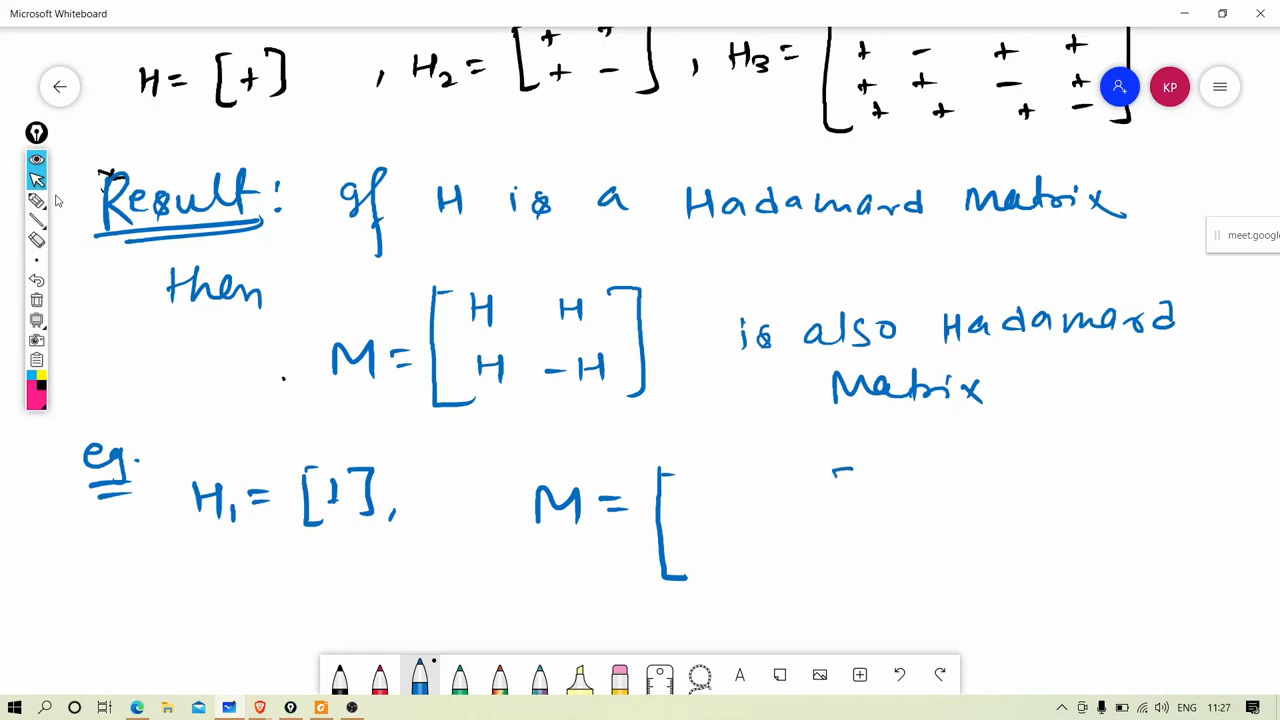 Microsoft Whiteboard
H = [+] , H2 = [+ + + -] , H3 =
+ - + +
+ + - +
+ + + -
KP
Result: If H is a Hadamard Matrix
meet.google
then
M = [H H
H -H]
is also Hadamard
Matrix
eg.
H1 = [1], M = [
A
ENG 11:27